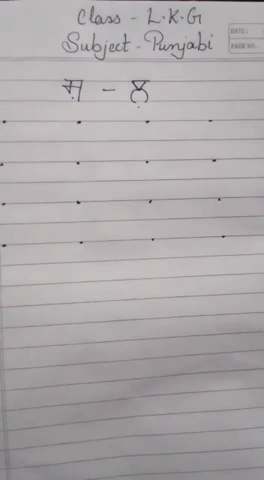 Class - L.K.G
Subject - Punjabi
DATE:
PAGE NO.:
ਸ਼ - ਲ਼